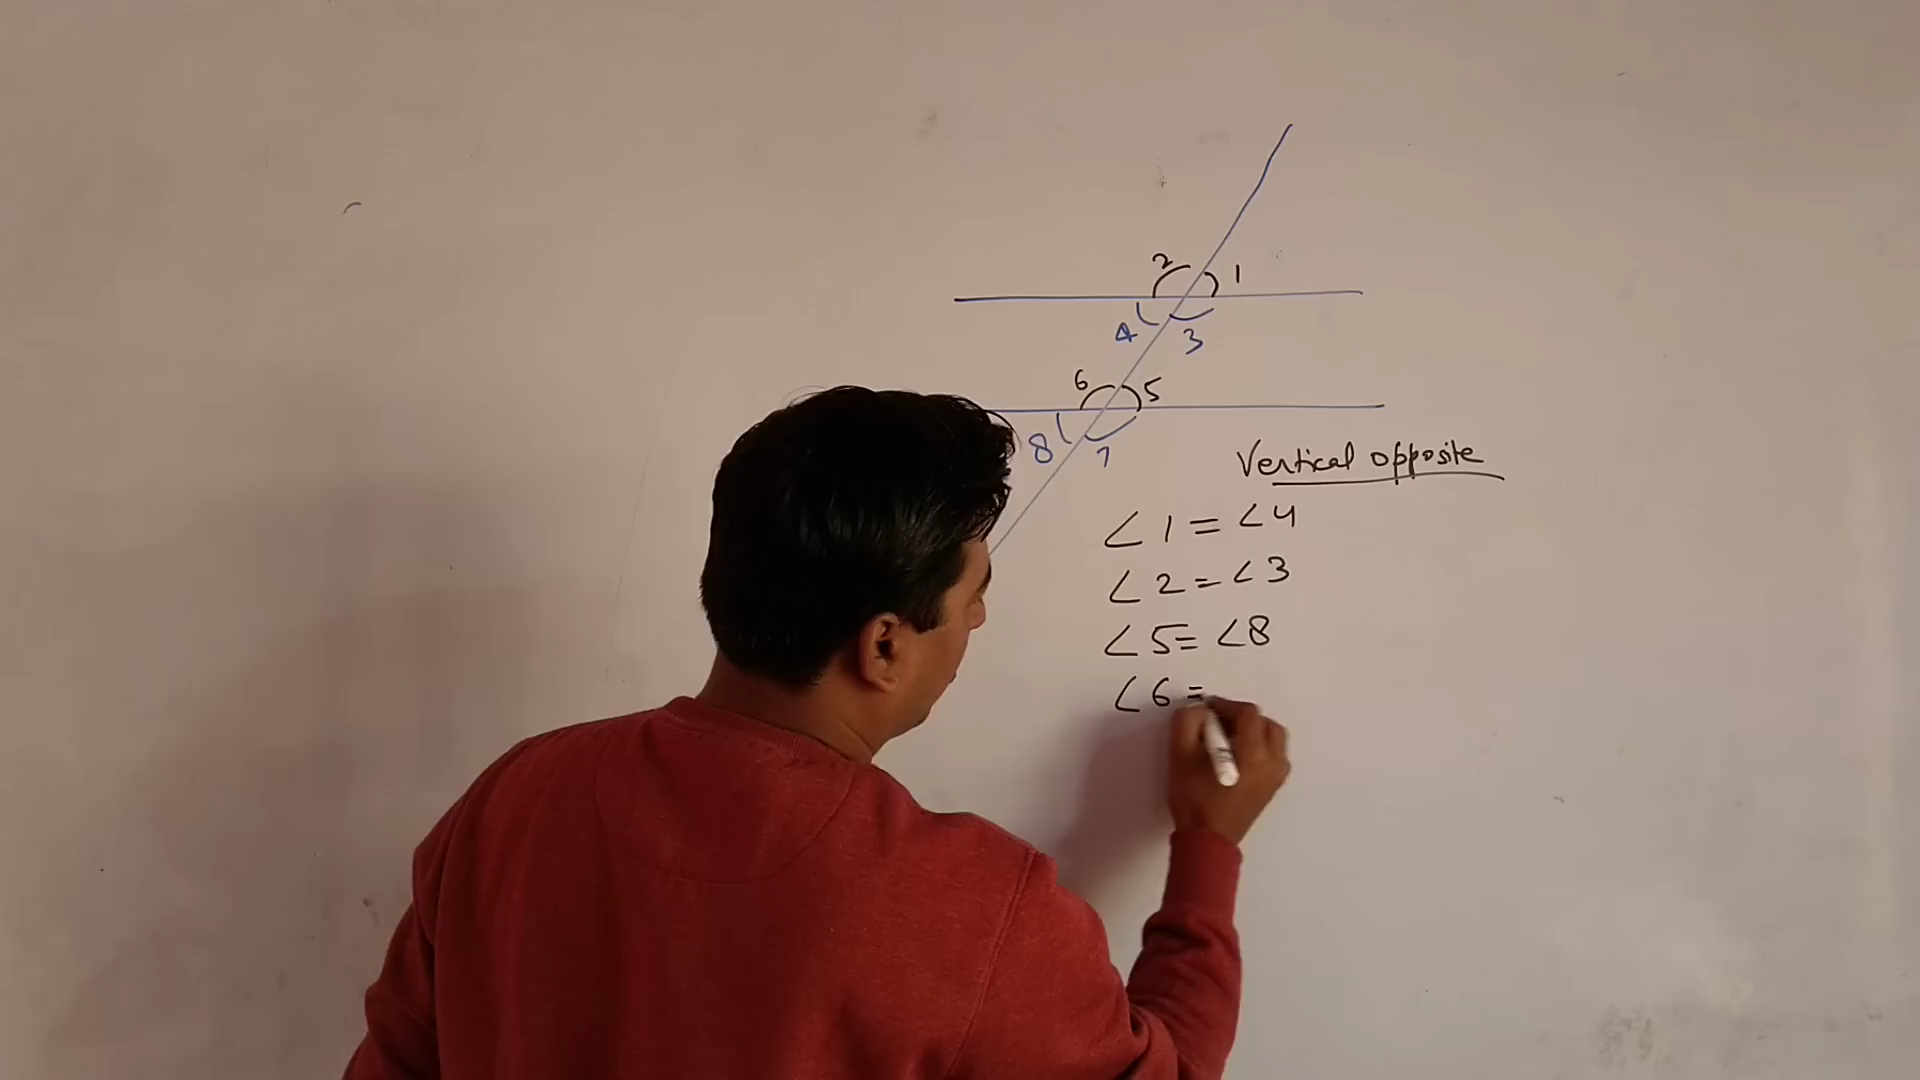 2 1
4 3
6 5
8 7
Vertical opposite
∠1 = ∠4
∠2 = ∠3
∠5 = ∠8
∠6 =